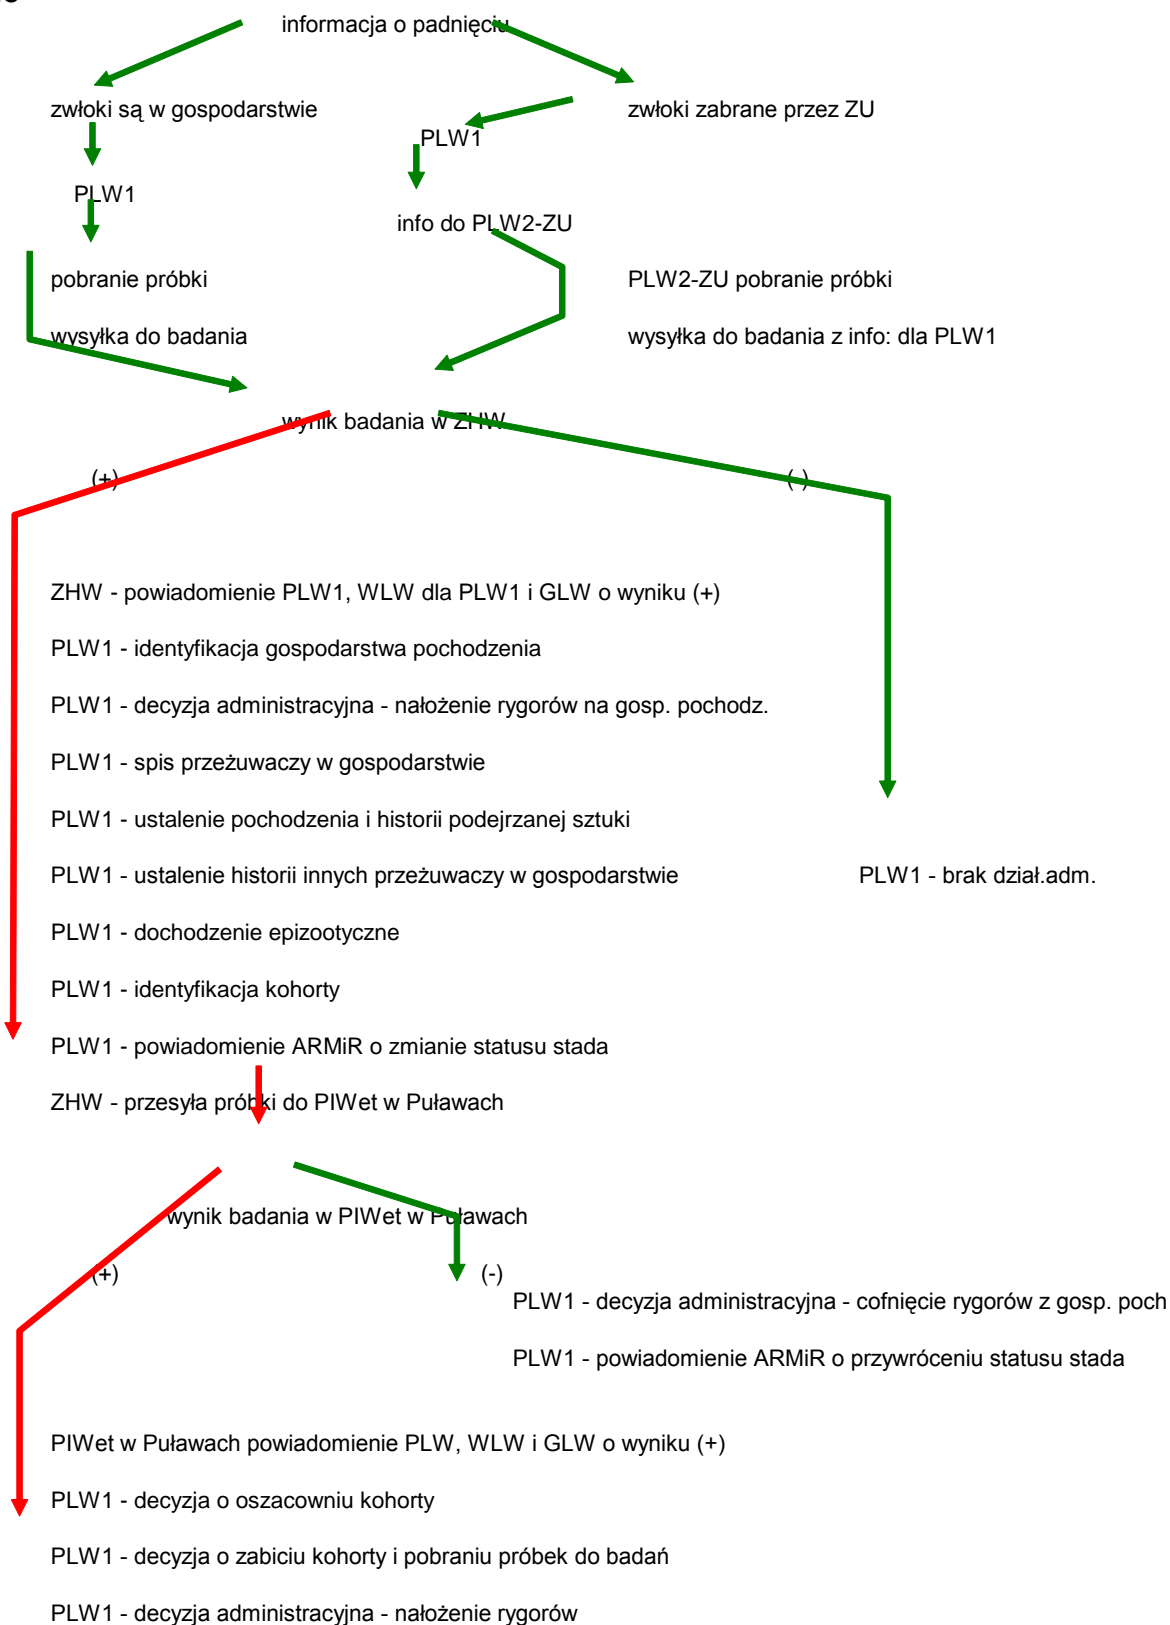 informacja o padnięciu
zwłoki są w gospodarstwie
zwłoki zabrane przez ZU
PLW1
PLW1
info do PLW2-ZU
pobranie próbki
PLW2-ZU pobranie próbki
wysyłka do badania
wysyłka do badania z info: dla PLW1
wynik badania w ZHW
(+)
(-)
ZHW - powiadomienie PLW1, WLW dla PLW1 i GLW o wyniku (+)
PLW1 - identyfikacja gospodarstwa pochodzenia
PLW1 - decyzja administracyjna - nałożenie rygorów na gosp. pochodz.
PLW1 - spis przeżuwaczy w gospodarstwie
PLW1 - ustalenie pochodzenia i historii podejrzanej sztuki
PLW1 - ustalenie historii innych przeżuwaczy w gospodarstwie
PLW1 - brak dział.adm.
PLW1 - dochodzenie epizootyczne
PLW1 - identyfikacja kohorty
PLW1 - powiadomienie ARMiR o zmianie statusu stada
ZHW - przesyła próbki do PIWet w Puławach
wynik badania w PIWet w Puławach
(+)
(-)
PLW1 - decyzja administracyjna - cofnięcie rygorów z gosp. poch
PLW1 - powiadomienie ARMiR o przywróceniu statusu stada
PIWet w Puławach powiadomienie PLW, WLW i GLW o wyniku (+)
PLW1 - decyzja o oszacowniu kohorty
PLW1 - decyzja o zabiciu kohorty i pobraniu próbek do badań
PLW1 - decyzja administracyjna - nałożenie rygorów